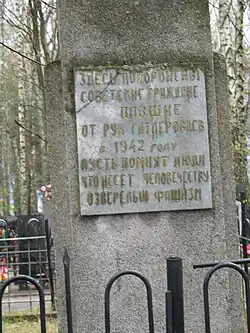 ЗДЕСЬ ПОХОРОНЕНЫ
СОВЕТСКИЕ ГРАЖДАНЕ
ПАВШИЕ
ОТ РУК ГИТЛЕРОВЦЕВ
в 1942 ГОДУ
ПУСТЬ ПОМНЯТ ЛЮДИ
ЧТО НЕСЕТ ЧЕЛОВЕЧЕСТВУ
ОЗВЕРЕЛЫЙ ФАШИЗМ